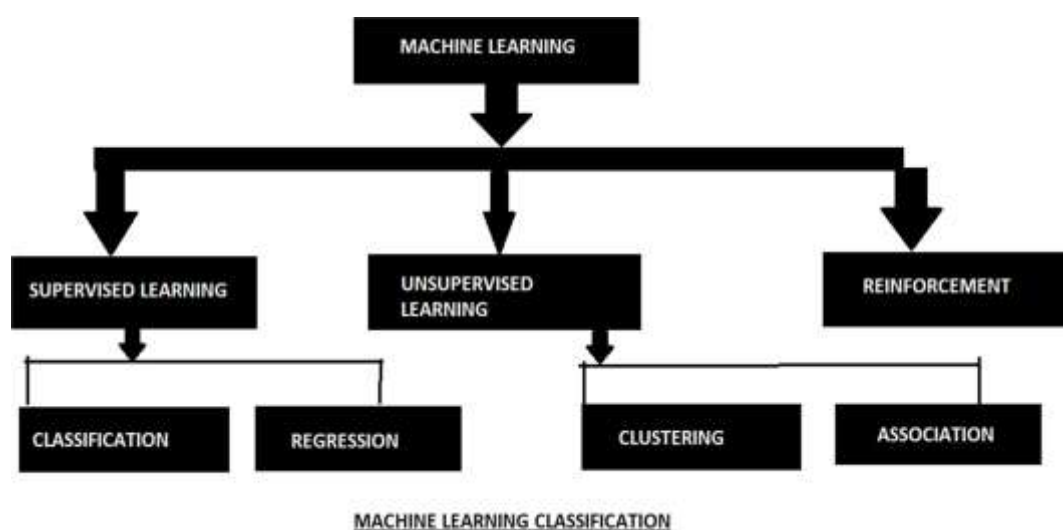 MACHINE LEARNING
SUPERVISED LEARNING
UNSUPERVISED
LEARNING
REINFORCEMENT
CLASSIFICATION
REGRESSION
CLUSTERING
ASSOCIATION
MACHINE LEARNING CLASSIFICATION